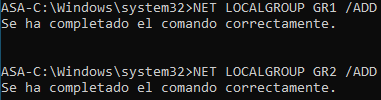 ASA-C:\Windows\system32>NET LOCALGROUP GR1 /ADD
Se ha completado el comando correctamente.
ASA-C:\Windows\system32>NET LOCALGROUP GR2 /ADD
Se ha completado el comando correctamente.